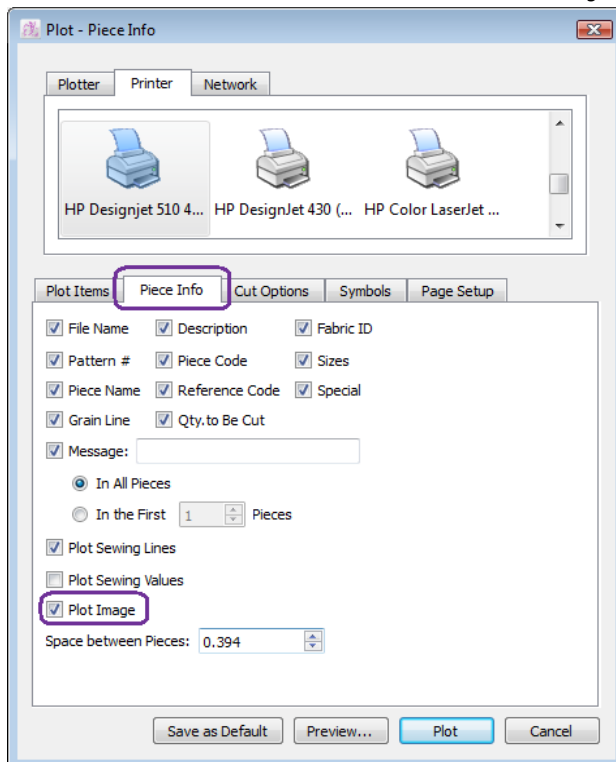 Plot - Piece Info
Plotter Printer Network
HP Designjet 510 4... HP DesignJet 430 (... HP Color LaserJet ...
Plot Items Piece Info Cut Options Symbols Page Setup
File Name Description Fabric ID
Pattern # Piece Code Sizes
Piece Name Reference Code Special
Grain Line Qty.to Be Cut
Message:
In All Pieces
In the First 1 Pieces
Plot Sewing Lines
Plot Sewing Values
Plot Image
Space between Pieces: 0.394
Save as Default Preview... Plot Cancel